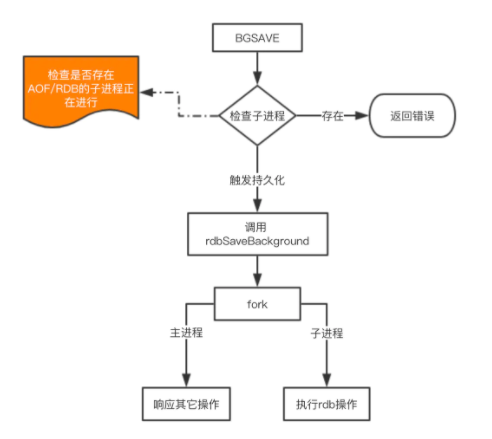 BGSAVE
检查是否存在
AOF/RDB的子进程正
在进行
检查子进程
存在
返回错误
触发持久化
调用
rdbSaveBackground
fork
主进程
子进程
响应其它操作
执行rdb操作